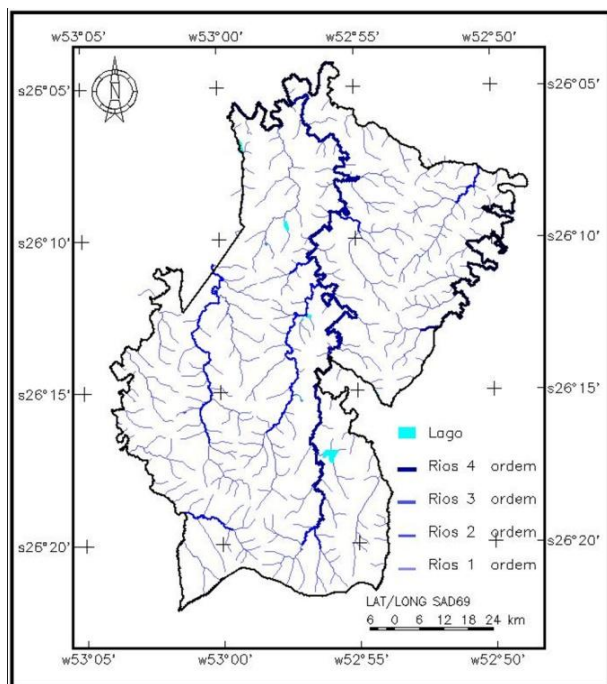 w53°05' w53°00' w52°55' w52°50'
N
s26°05' s26°05'
s26°10' s26°10'
s26°15' s26°15'
Lago
Rios 4 ordem
Rios 3 ordem
Rios 2 ordem
Rios 1 ordem
s26°20' s26°20'
LAT/LONG SAD69
6 0 6 12 18 24 km
w53°05' w53°00' w52°55' w52°50'